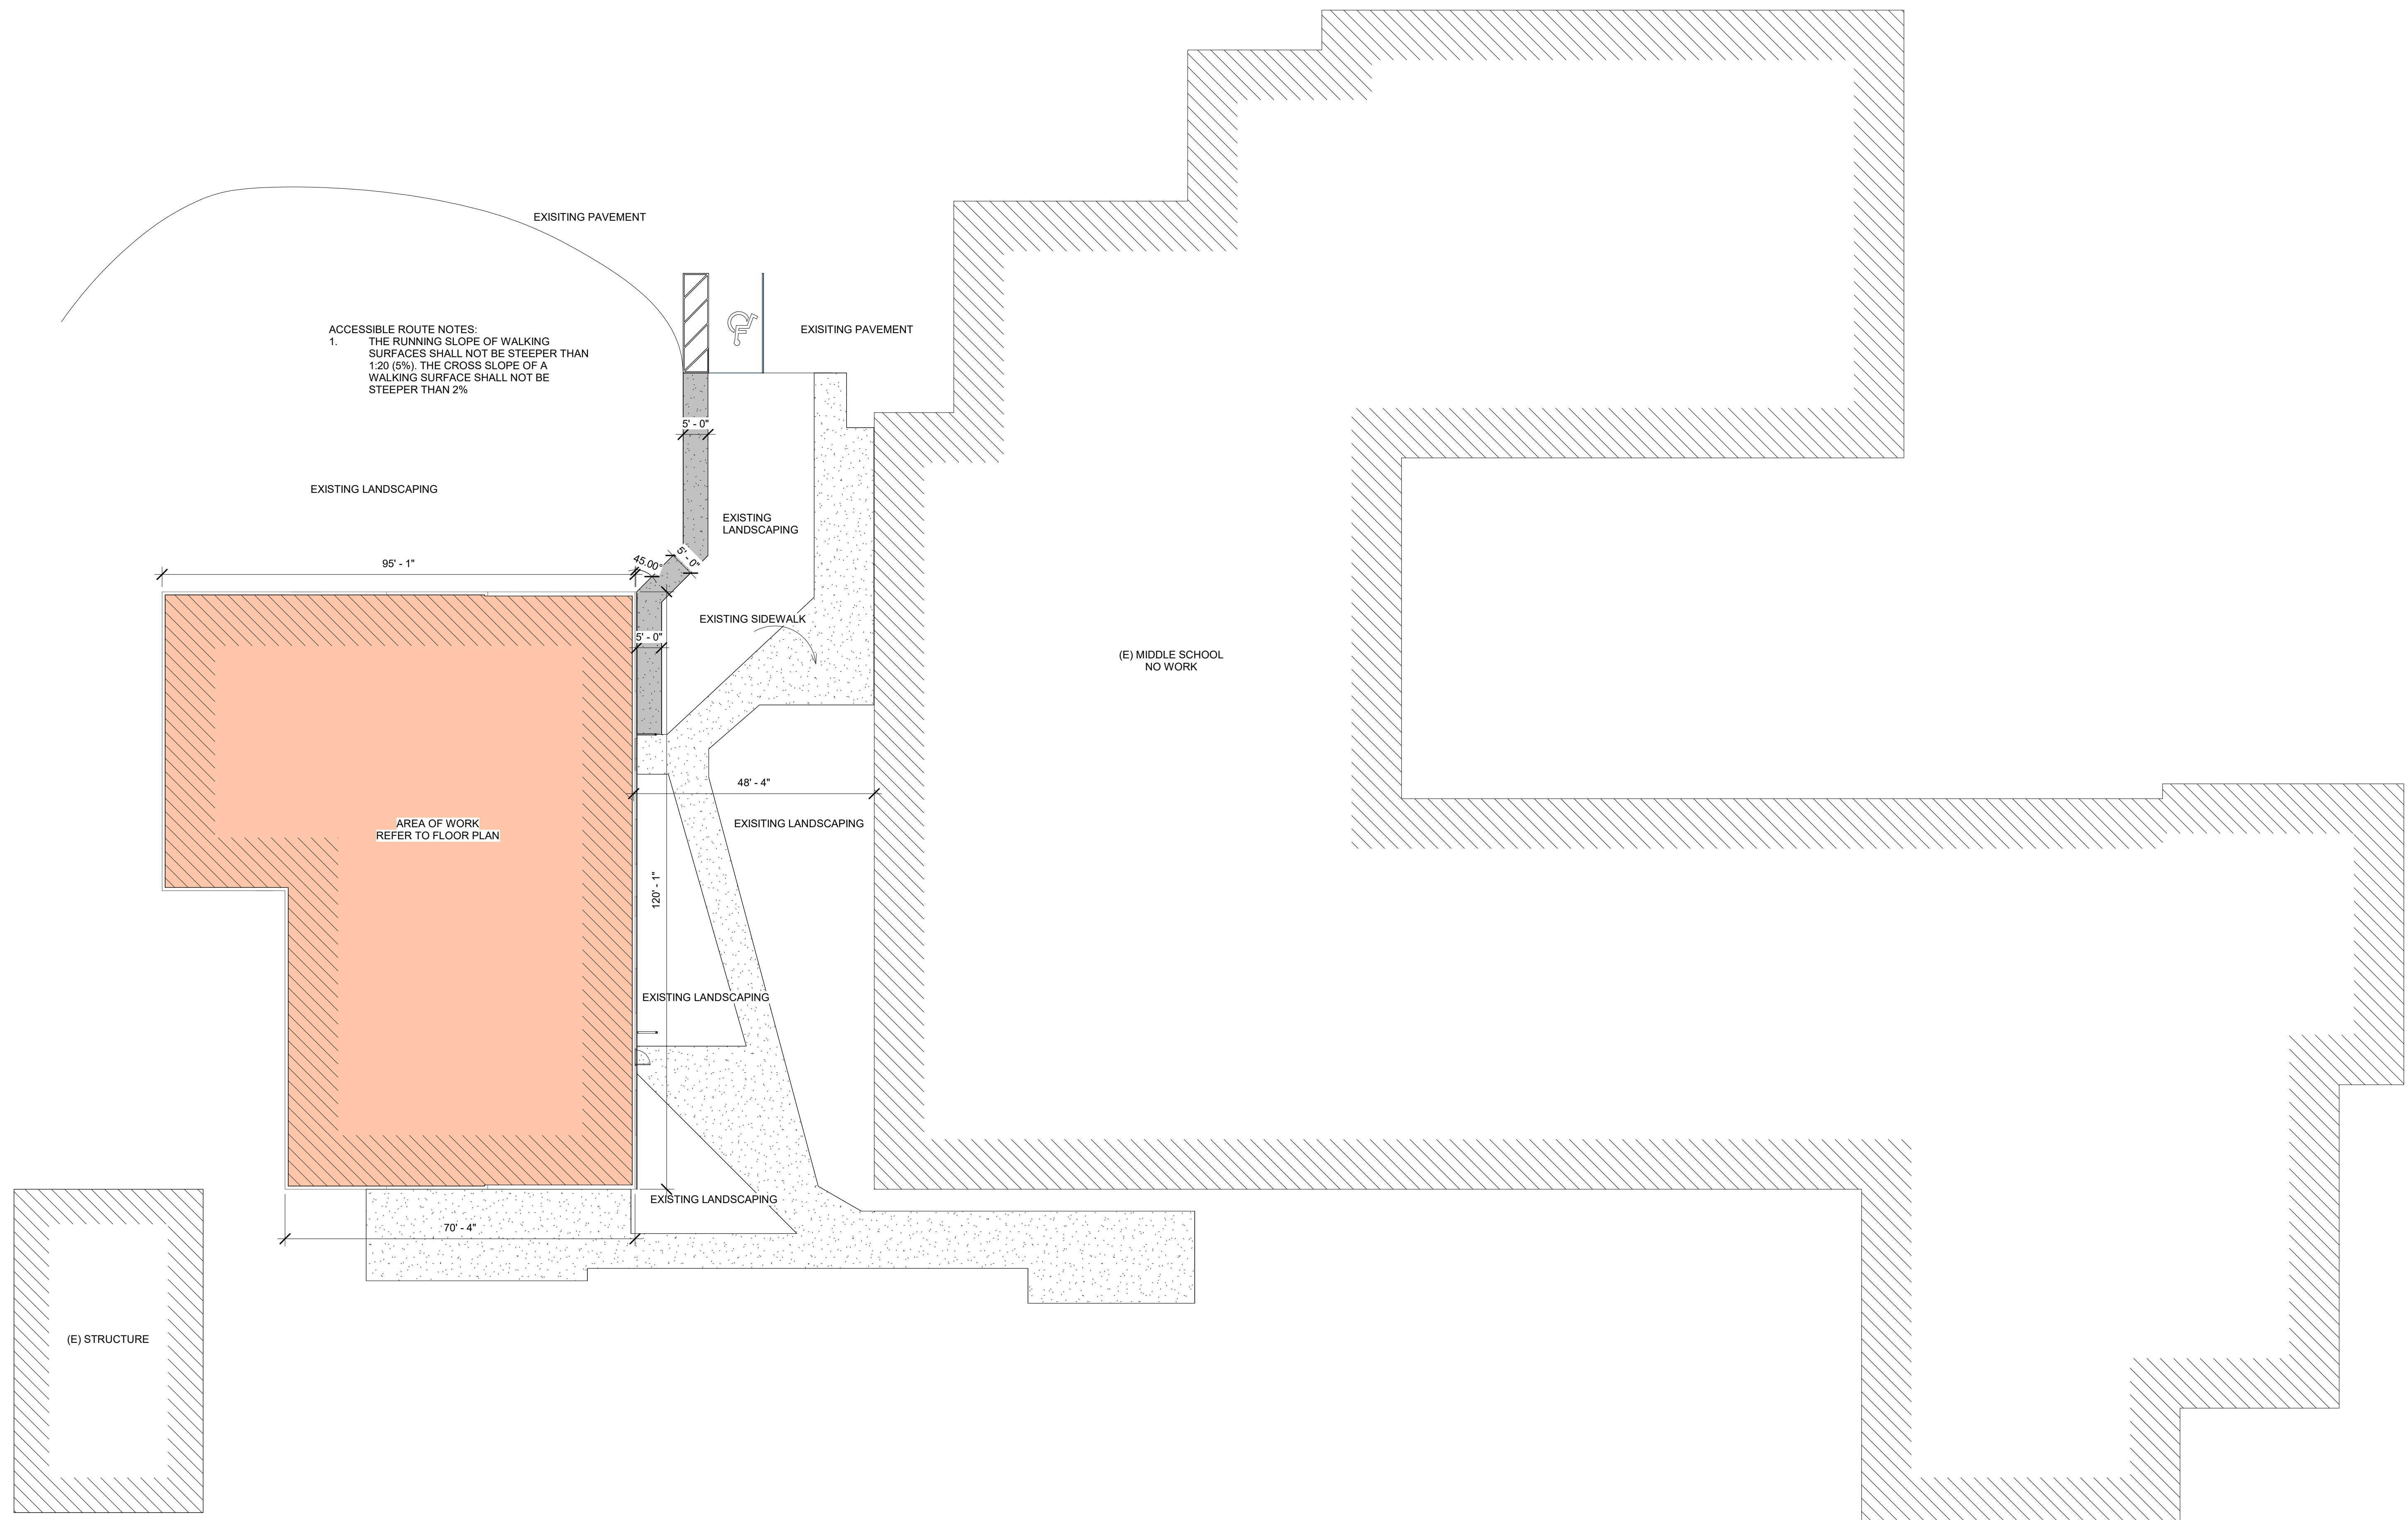 EXISITING PAVEMENT
ACCESSIBLE ROUTE NOTES:
1. THE RUNNING SLOPE OF WALKING
SURFACES SHALL NOT BE STEEPER THAN
1:20 (5%). THE CROSS SLOPE OF A
WALKING SURFACE SHALL NOT BE
STEEPER THAN 2%
EXISITING PAVEMENT
5' - 0"
EXISTING LANDSCAPING
EXISTING
LANDSCAPING
95' - 1"
45.00°
5' - 0"
EXISTING SIDEWALK
5' - 0"
(E) MIDDLE SCHOOL
NO WORK
48' - 4"
AREA OF WORK
REFER TO FLOOR PLAN
EXISITING LANDSCAPING
120' - 1"
EXISTING LANDSCAPING
EXISTING LANDSCAPING
70' - 4"
(E) STRUCTURE